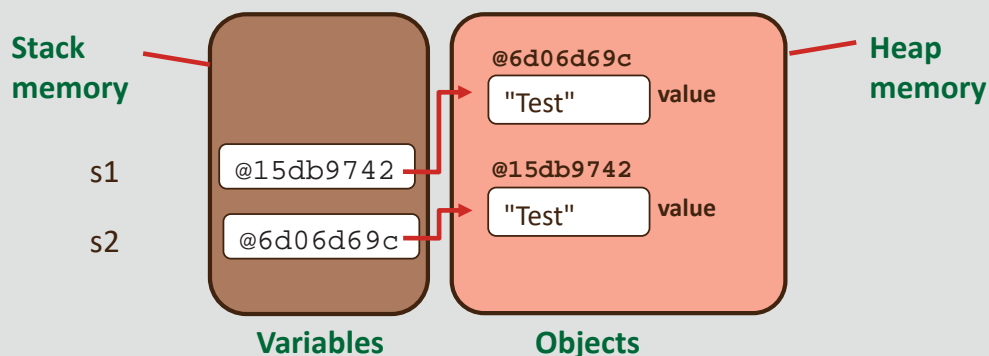 Stack
memory
Heap
memory
@6d06d69c
"Test"
value
s1
@15db9742
@15db9742
"Test"
value
s2
@6d06d69c
Variables
Objects